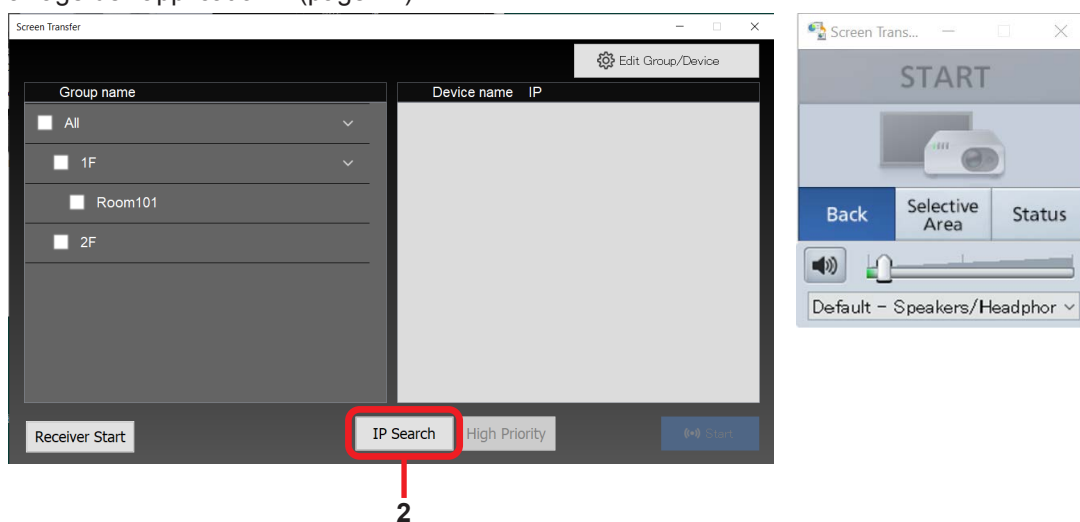 Screen Transfer
Edit Group/Device
Group name
Device name IP
All
1F
Room101
2F
Receiver Start
IP Search
High Priority
Start
2
Screen Trans...
START
Back
Selective
Area
Status
Default - Speakers/Headphor